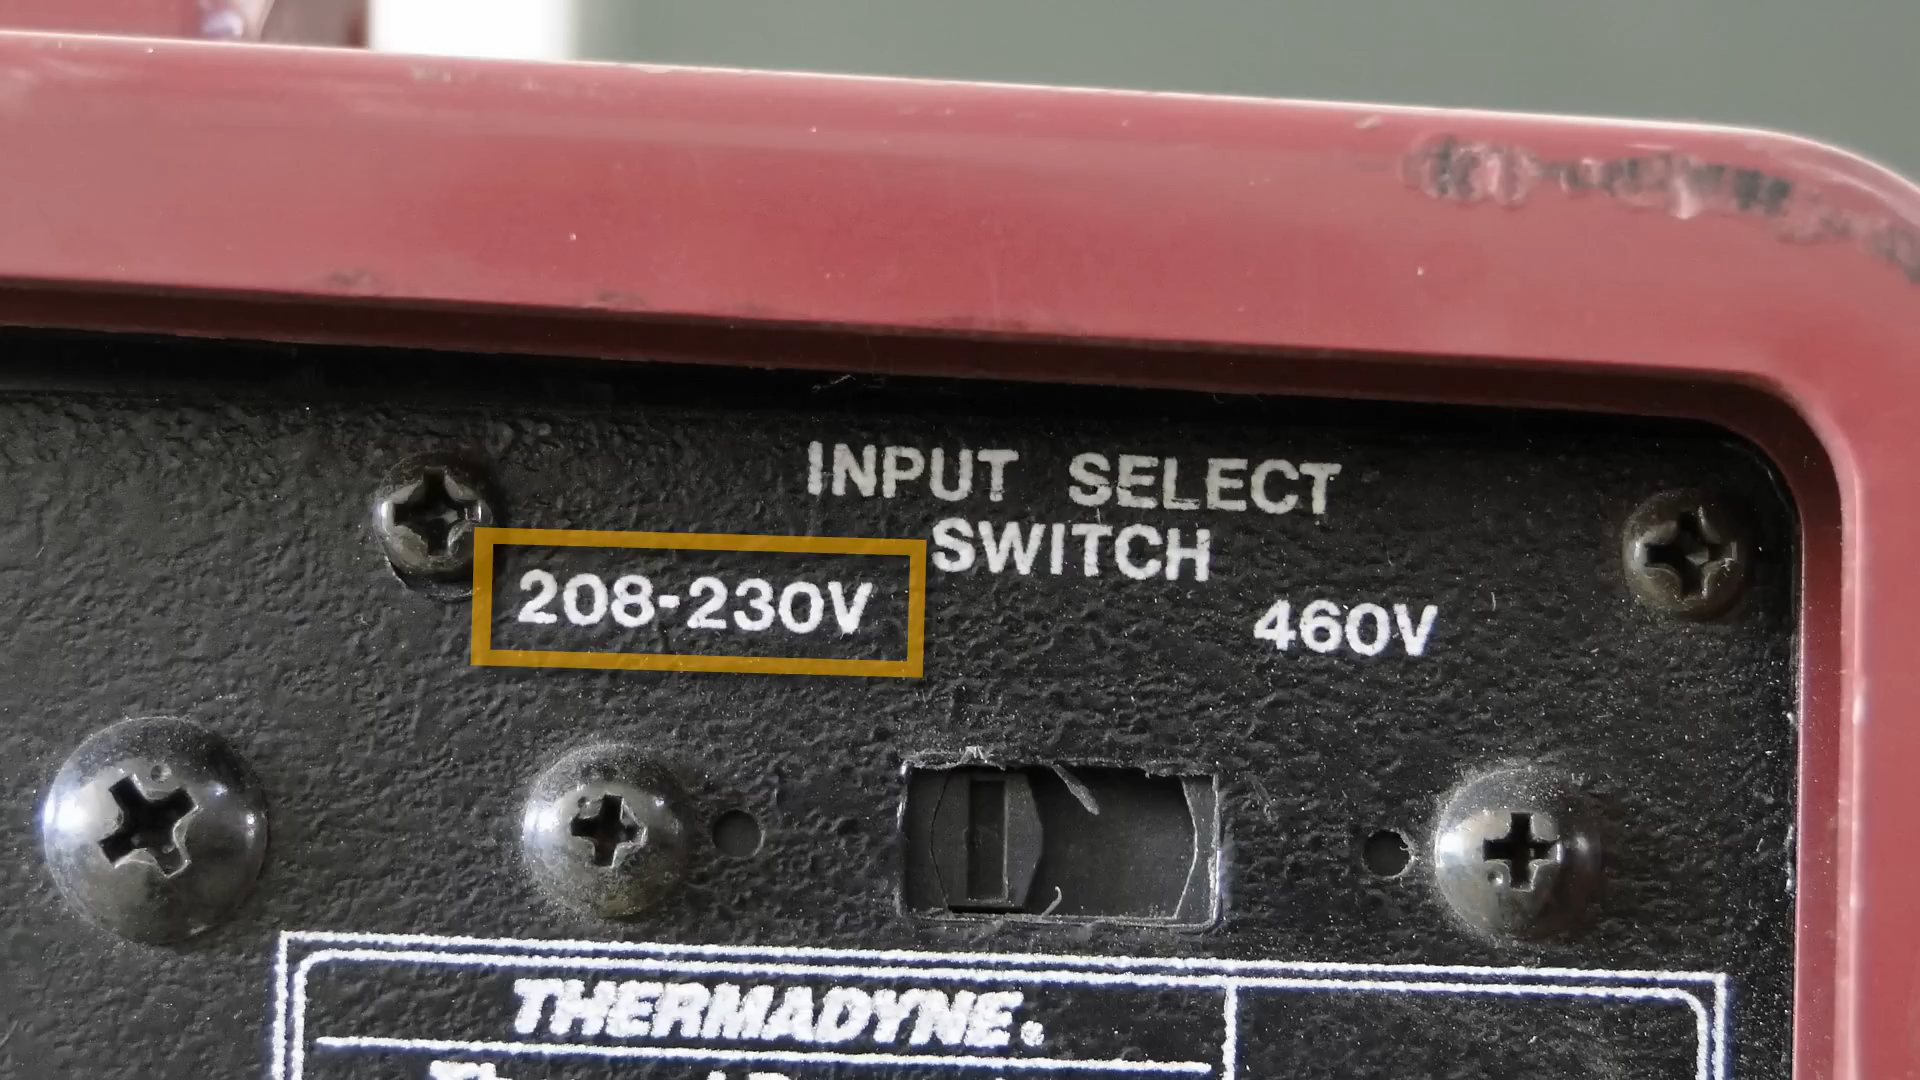 INPUT SELECT
SWITCH
208-230V
460V
THERMADYNE®